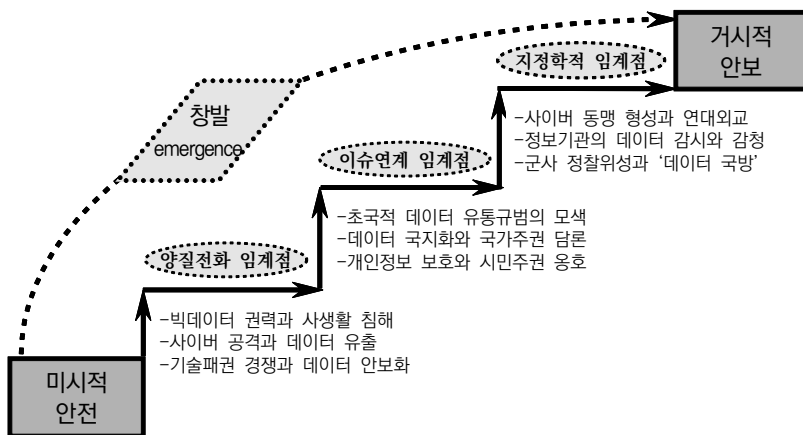 거시적
안보
지정학적 임계점
-사이버 동맹 형성과 연대외교
-정보기관의 데이터 감시와 감청
-군사 정찰위성과 ‘데이터 국방’
창발
emergence
이슈연계 임계점
-초국적 데이터 유통규범의 모색
-데이터 국지화와 국가주권 담론
-개인정보 보호와 시민주권 옹호
양질전화 임계점
-빅데이터 권력과 사생활 침해
-사이버 공격과 데이터 유출
-기술패권 경쟁과 데이터 안보화
미시적
안전